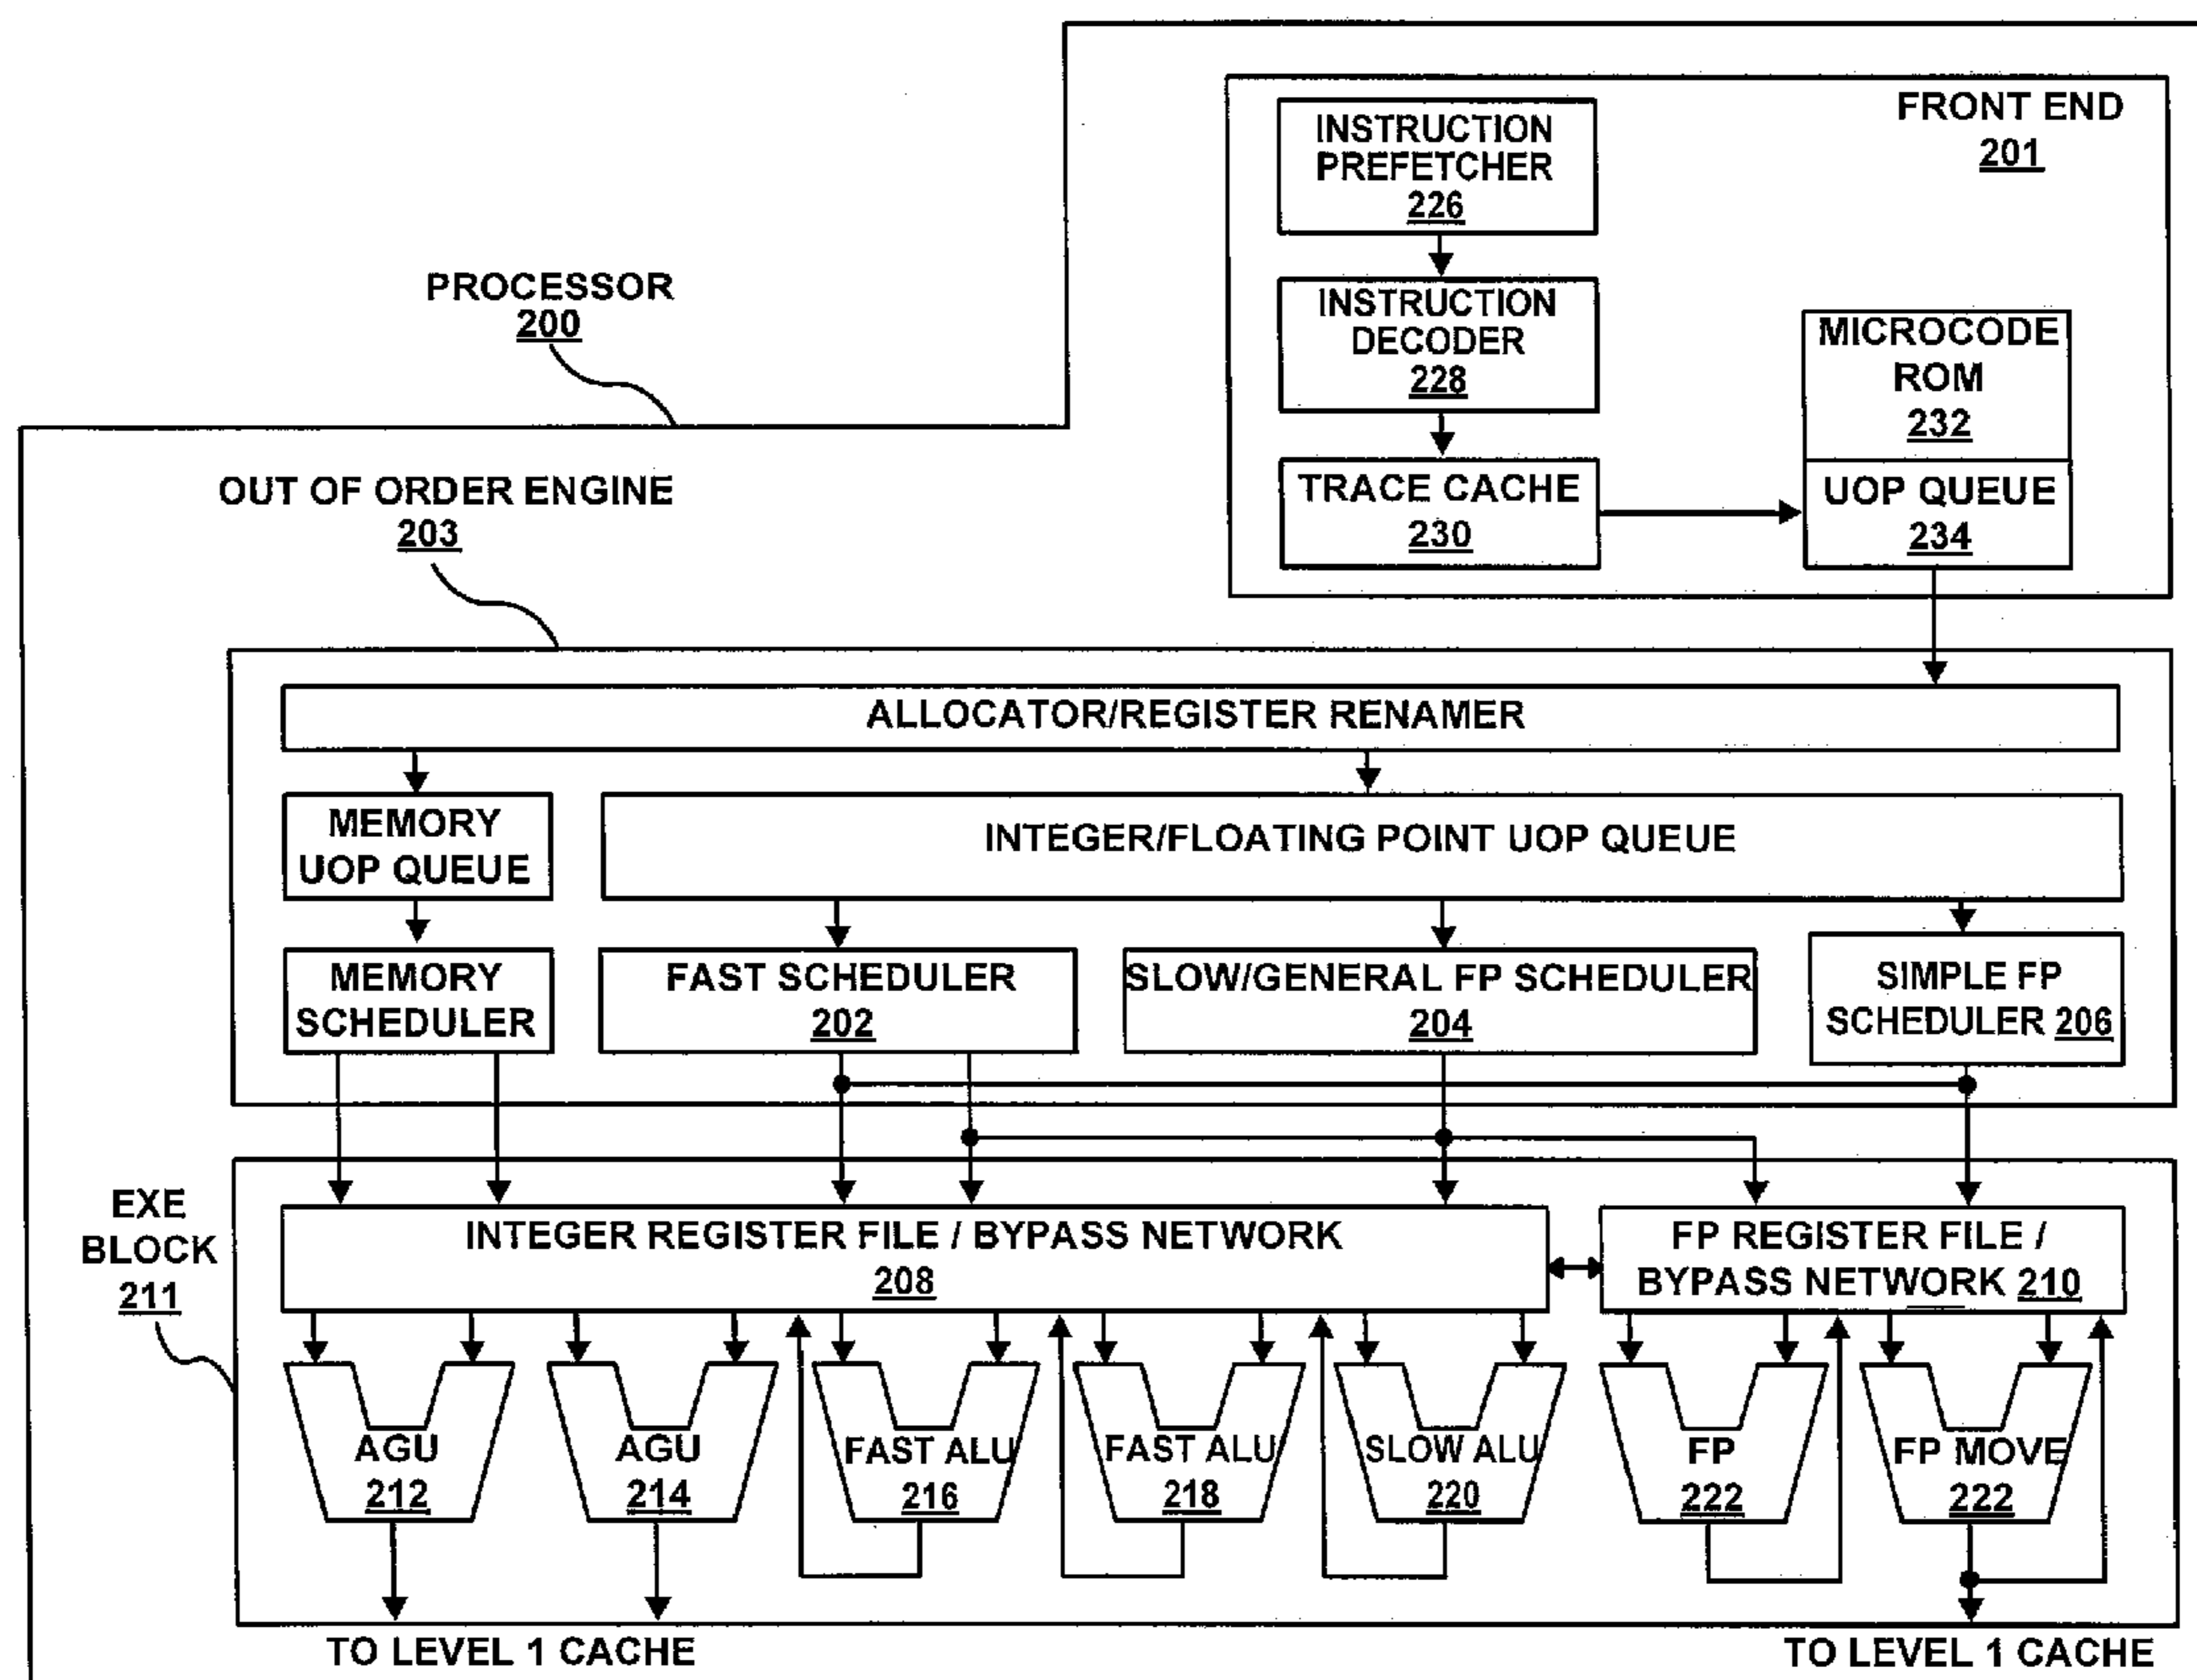 FRONT END
201
INSTRUCTION
PREFETCHER
226
PROCESSOR
200
INSTRUCTION
DECODER
228
MICROCODE
ROM
232
OUT OF ORDER ENGINE
203
TRACE CACHE
230
UOP QUEUE
234
ALLOCATOR/REGISTER RENAMER
MEMORY
UOP QUEUE
INTEGER/FLOATING POINT UOP QUEUE
MEMORY
SCHEDULER
FAST SCHEDULER
202
SLOW/GENERAL FP SCHEDULER
204
SIMPLE FP
SCHEDULER 206
EXE
BLOCK
211
INTEGER REGISTER FILE / BYPASS NETWORK
208
FP REGISTER FILE /
BYPASS NETWORK 210
AGU
212
AGU
214
FAST ALU
216
FAST ALU
218
SLOW ALU
220
FP
222
FP MOVE
222
TO LEVEL 1 CACHE
TO LEVEL 1 CACHE